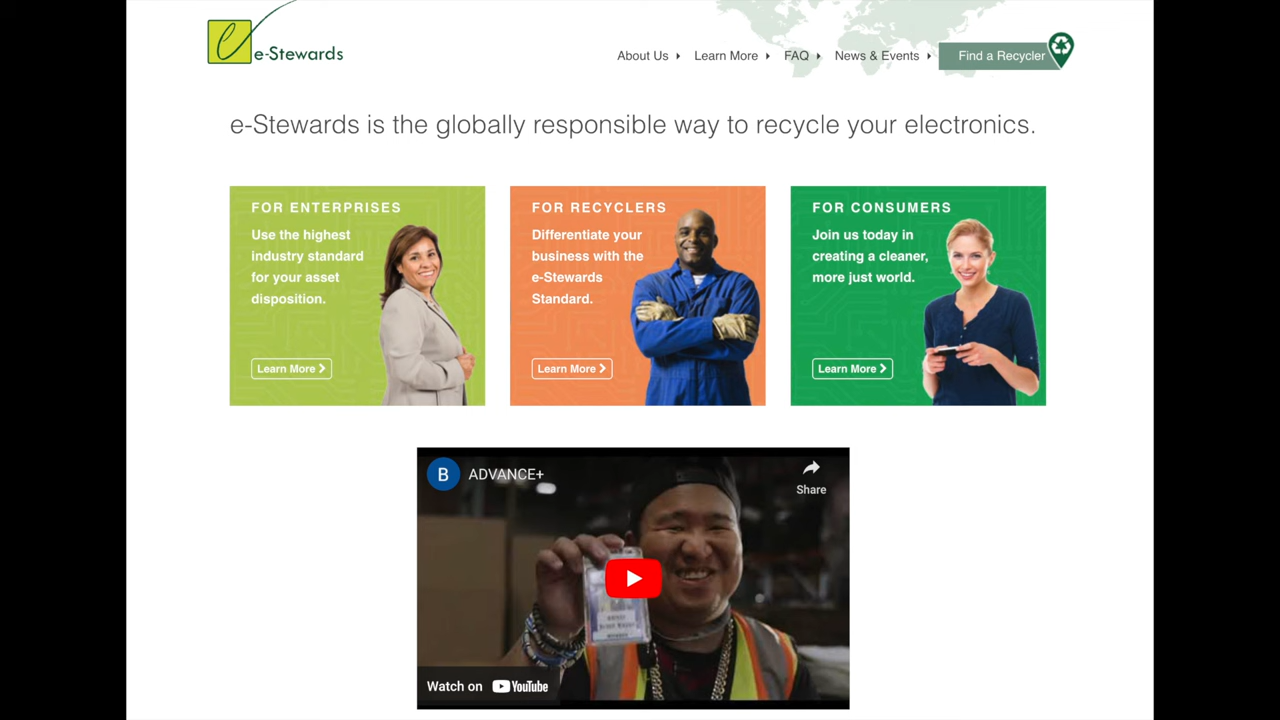 e-Stewards
About Us
Learn More
FAQ
News & Events
Find a Recycler
e-Stewards is the globally responsible way to recycle your electronics.
FOR ENTERPRISES
Use the highest
industry standard
for your asset
disposition.
Learn More
FOR RECYCLERS
Differentiate your
business with the
e-Stewards
Standard.
Learn More
FOR CONSUMERS
Join us today in
creating a cleaner,
more just world.
Learn More
B ADVANCE+
Share
Watch on YouTube